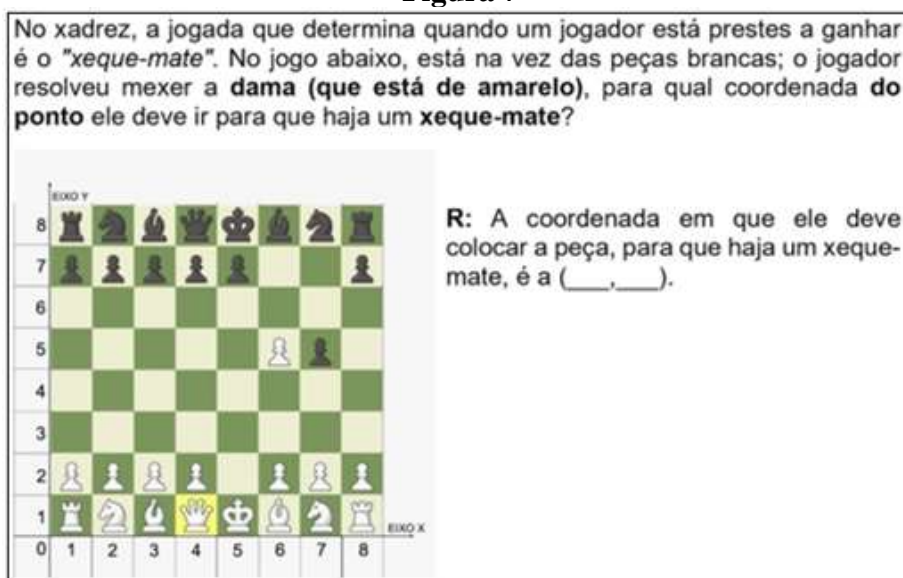 No xadrez, a jogada que determina quando um jogador está prestes a ganhar
é o "xeque-mate". No jogo abaixo, está na vez das peças brancas; o jogador
resolveu mexer a dama (que está de amarelo), para qual coordenada do
ponto ele deve ir para que haja um xeque-mate?
EIXO Y
8
7
6
5
4
3
2
1
0 1 2 3 4 5 6 7 8
EIXO X
R: A coordenada em que ele deve
colocar a peça, para que haja um xeque-
mate, é a (___,___).